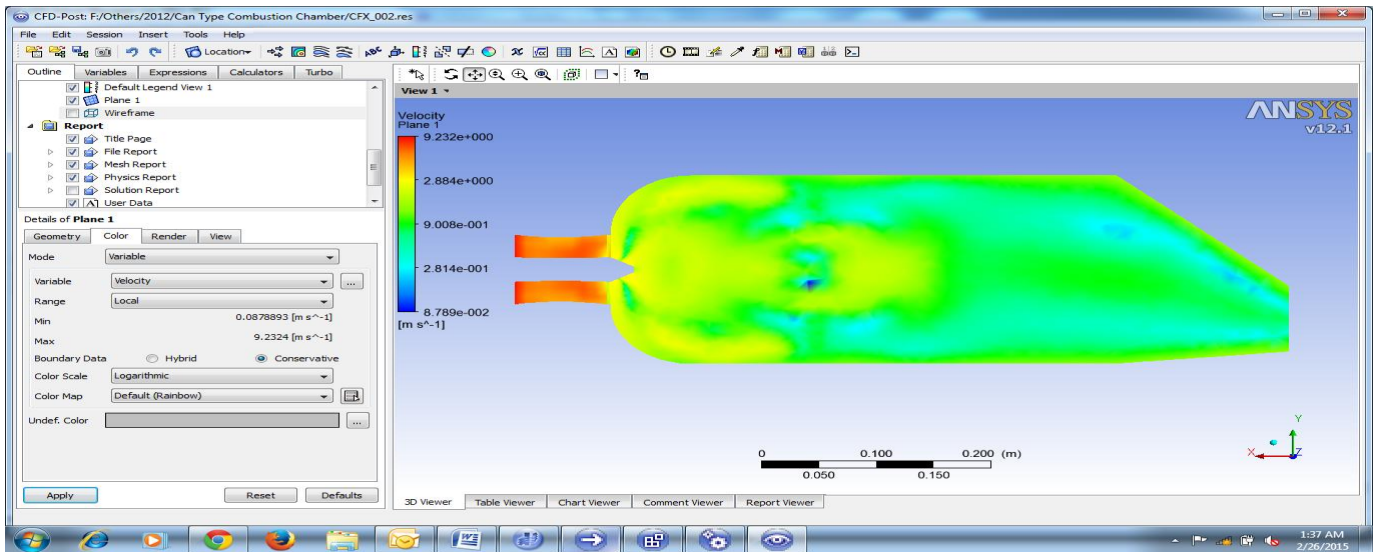 CFD-Post: F:/Others/2012/Can Type Combustion Chamber/CFX_002.res
File Edit Session Insert Tools Help
Location
Outline Variables Expressions Calculators Turbo
Default Legend View 1
Plane 1
Wireframe
Report
Title Page
File Report
Mesh Report
Physics Report
Solution Report
User Data
Details of Plane 1
Geometry Color Render View
Mode Variable
Variable Velocity ...
Range Local
Min 0.0878893 [m s^-1]
Max 9.2324 [m s^-1]
Boundary Data Hybrid Conservative
Color Scale Logarithmic
Color Map Default (Rainbow)
Undef. Color ...
Apply Reset Defaults
View 1
Velocity
Plane 1
9.232e+000
2.884e+000
9.008e-001
2.814e-001
8.789e-002
[m s^-1]
ANSYS
v12.1
0 0.100 0.200 (m)
0.050 0.150
Y
X Z
3D Viewer Table Viewer Chart Viewer Comment Viewer Report Viewer
1:37 AM
2/26/2015